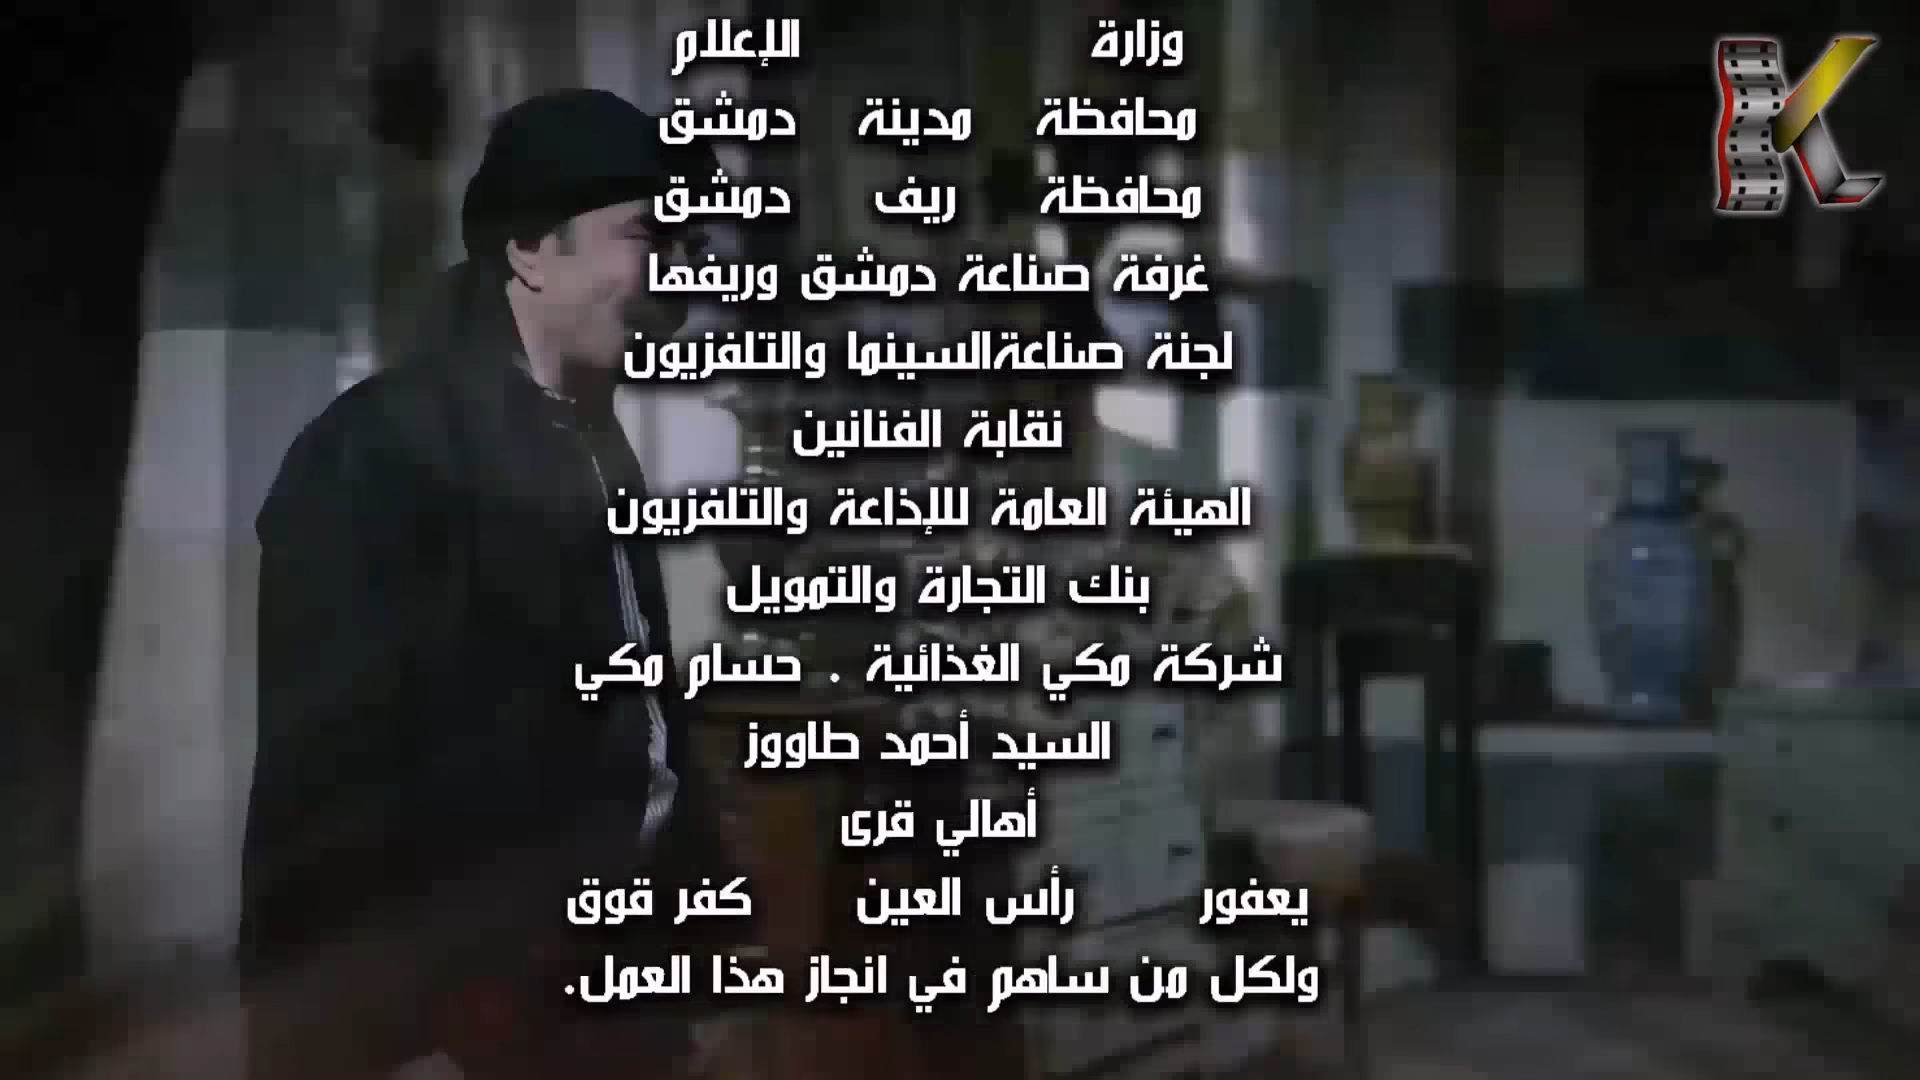 وزارة الإعلام
محافظة مدينة دمشق
محافظة ريف دمشق
غرفة صناعة دمشق وريفها
لجنة صناعةالسينما والتلفزيون
نقابة الفنانين
الهيئة العامة للإذاعة والتلفزيون
بنك التجارة والتمويل
شركة مكي الغذائية . حسام مكي
السيد أحمد طاووز
أهالي قرى
يعفور رأس العين كفر قوق
ولكل من ساهم في انجاز هذا العمل.